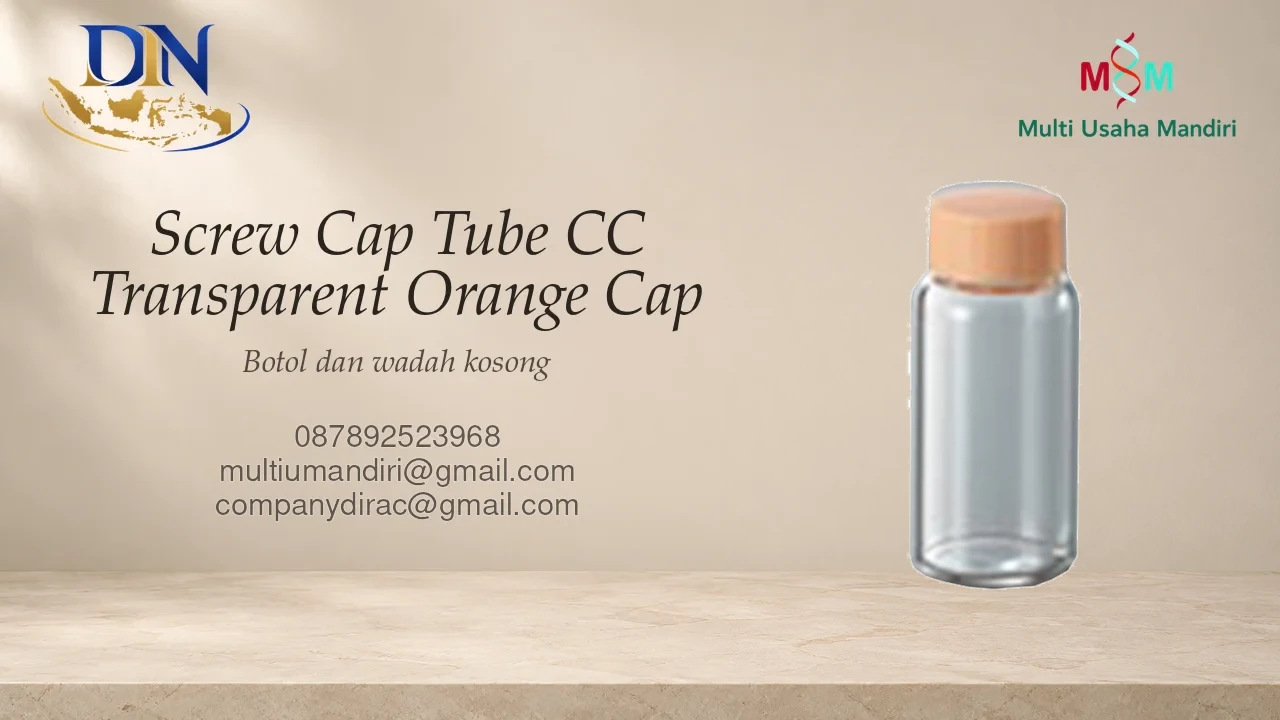 DIN
MSM
Multi Usaha Mandiri
Screw Cap Tube CC
Transparent Orange Cap
Botol dan wadah kosong
087892523968
multiumandiri@gmail.com
companydirac@gmail.com